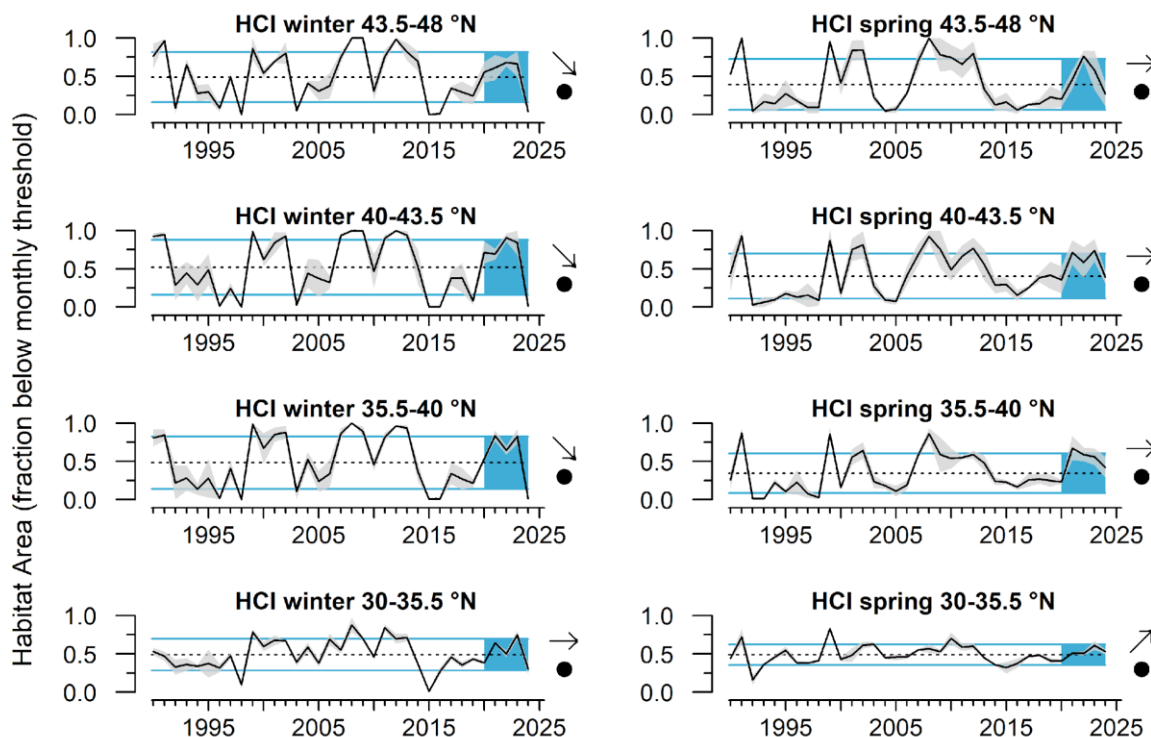 Habitat Area (fraction below monthly threshold)
HCI winter 43.5-48 °N
1.0
0.5
0.0
1995 2005 2015 2025
HCI spring 43.5-48 °N
1.0
0.5
0.0
1995 2005 2015 2025
HCI winter 40-43.5 °N
1.0
0.5
0.0
1995 2005 2015 2025
HCI spring 40-43.5 °N
1.0
0.5
0.0
1995 2005 2015 2025
HCI winter 35.5-40 °N
1.0
0.5
0.0
1995 2005 2015 2025
HCI spring 35.5-40 °N
1.0
0.5
0.0
1995 2005 2015 2025
HCI winter 30-35.5 °N
1.0
0.5
0.0
1995 2005 2015 2025
HCI spring 30-35.5 °N
1.0
0.5
0.0
1995 2005 2015 2025